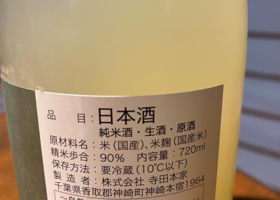 品　目：日本酒
純米酒・生酒・原酒
原材料名：米（国産）、米麹（国産米）
精米歩合：90%　内容量：720ml
保存方法：要冷蔵（10℃以下）
製　造　者：株式会社 寺田本家
千葉県香取郡神崎町神崎本宿1964